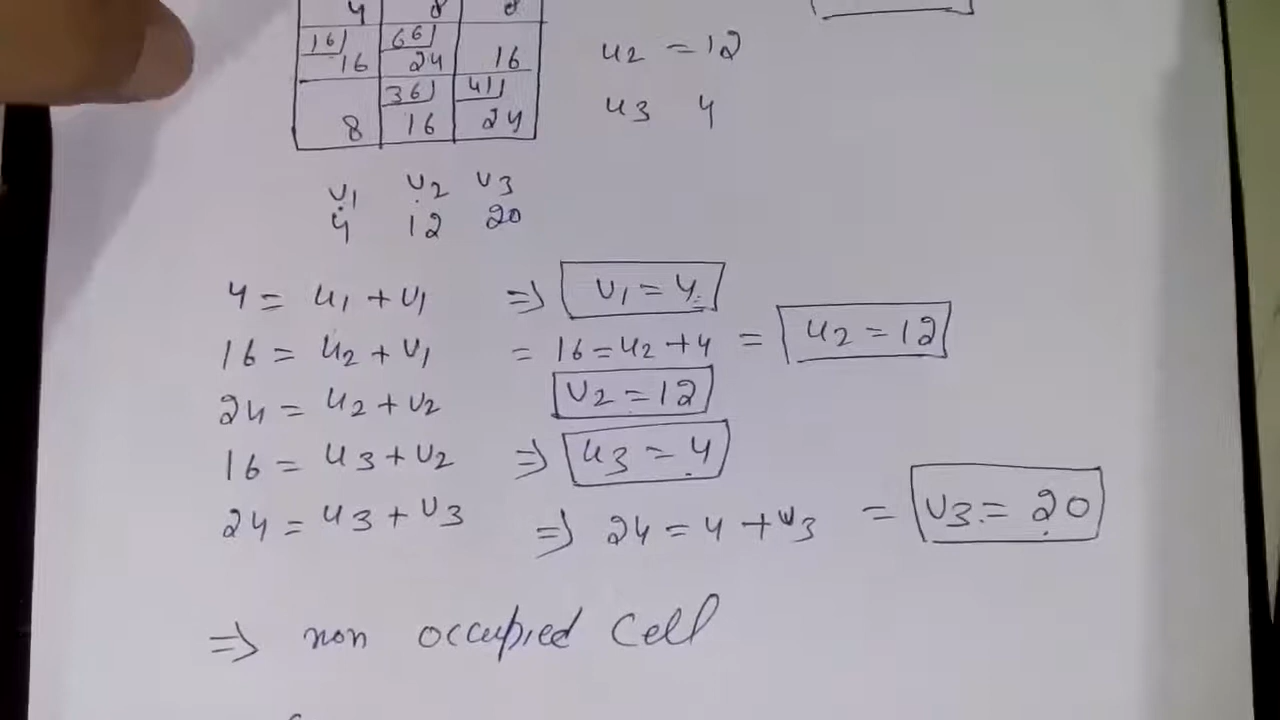 4 8 8
16 66
16 24 16 u2 = 12
36 41
8 16 24 u3 4
v1 v2 v3
4 12 20
4 = u1 + v1 => v1 = 4
16 = u2 + v1 = 16 = u2 + 4 = u2 = 12
24 = u2 + v2 v2 = 12
16 = u3 + v2 => u3 = 4
24 = u3 + v3 => 24 = 4 + v3 = v3 = 20
=> non occupied cell